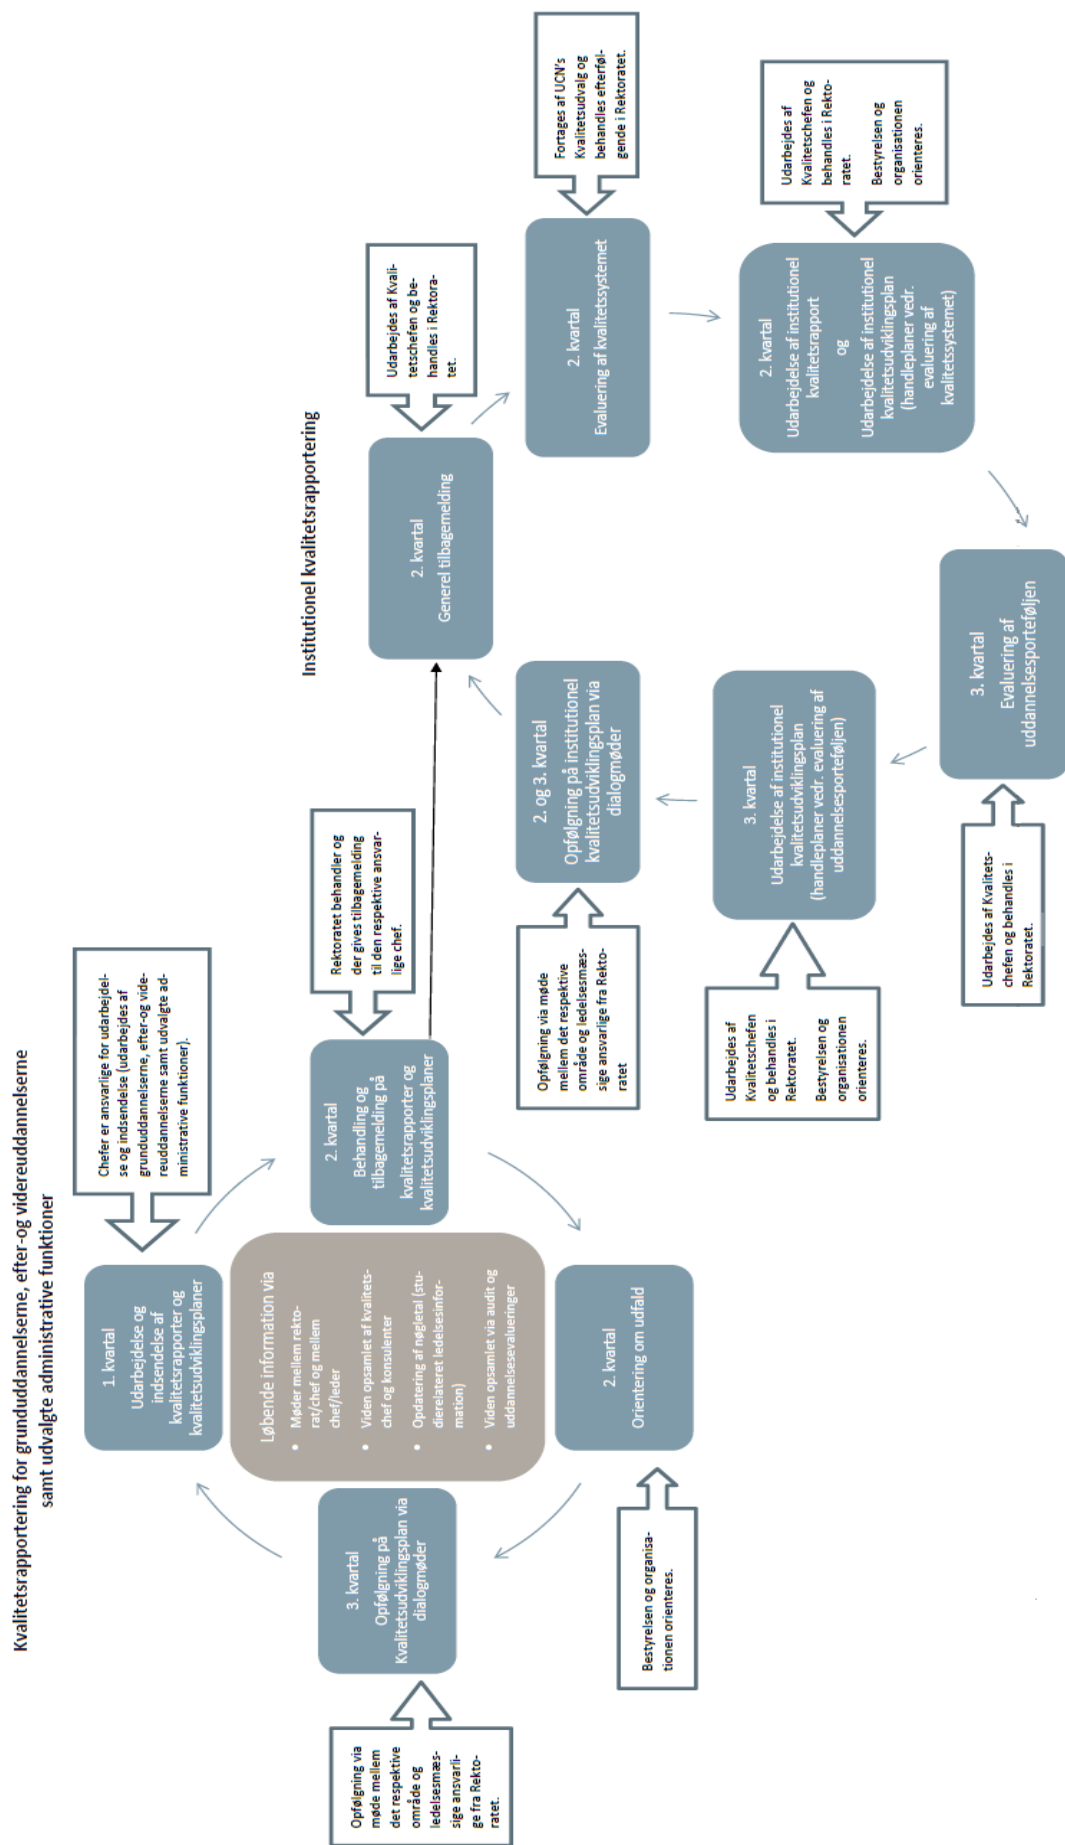 Kvalitetsrapportering for grunduddannelserne, efter-og videreuddannelserne
samt udvalgte administrative funktioner
1. kvartal
Udarbejdelse og
indsendelse af
kvalitetsrapporter og
kvalitetsudviklingsplaner
Chefer er ansvarlige for udarbejdel-
se og indsendelse (udarbejdes af
grunduddannelserne, efter-og vide-
reuddannelserne samt udvalgte ad-
ministrative funktioner).
2. kvartal
Behandling og
tilbagemelding på
kvalitetsrapporter og
kvalitetsudviklingsplaner
Rektoratet behandler og
der gives tilbagemelding
til den respektive ansvar-
lige chef.
2. kvartal
Orientering om udfald
Bestyrelsen og organisa-
tionen orienteres.
3. kvartal
Opfølgning på
Kvalitetsudviklingsplan via
dialogmøder
Opfølgning via
møde mellem
det respektive
område og
ledelsesmæs-
sige ansvarli-
ge fra Rekto-
ratet.
Løbende information via
• Møder mellem rekto-
rat/chef og mellem
chef/leder
• Viden opsamlet af kvalitets-
chef og konsulenter
• Opdatering af nøgletal (stu-
dierelateret ledelsesinfor-
mation)
• Viden opsamlet via audit og
uddannelsesevalueringer
Institutionel kvalitetsrapportering
2. kvartal
Generel tilbagemelding
Udarbejdes af Kvali-
tetschefen og be-
handles i Rektora-
tet.
2. kvartal
Evaluering af kvalitetssystemet
Fortages af UCN's
Kvalitetsudvalg og
behandles efterføl-
gende i Rektoratet.
2. kvartal
Udarbejdelse af institutionel
kvalitetsrapport
og
Udarbejdelse af institutionel
kvalitetsudviklingsplan
(handleplaner vedr.
evaluering af
kvalitetssystemet)
Udarbejdes af
Kvalitetschefen og
behandles i Rekto-
ratet.
Bestyrelsen og
organisationen
orienteres.
3. kvartal
Evaluering af
uddannelsesporteføljen
Udarbejdes af Kvalitets-
chefen og behandles i
Rektoratet.
3. kvartal
Udarbejdelse af institutionel
kvalitetsudviklingsplan
(handleplaner vedr. evaluering af
uddannelsesporteføljen)
Udarbejdes af
Kvalitetschefen
og behandles i
Rektoratet.
Bestyrelsen og
organisationen
orienteres.
2. og 3. kvartal
Opfølgning på institutionel
kvalitetsudviklingsplan via
dialogmøder
Opfølgning via møde
mellem det respektive
område og ledelsesmæs-
sige ansvarlige fra Rekto-
ratet